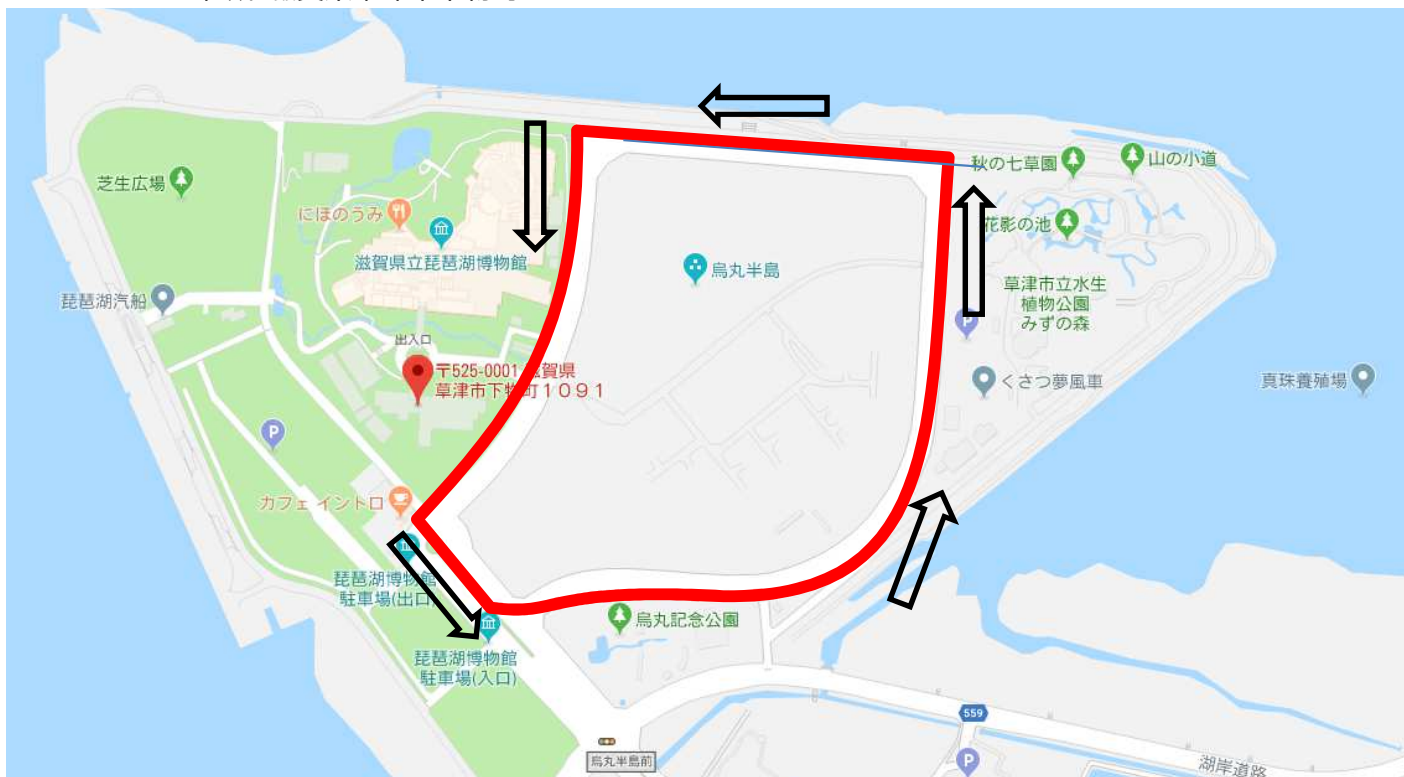 秋の七草園
山の小道
芝生広場
にほのうみ
花影の池
滋賀県立琵琶湖博物館
烏丸半島
草津市立水生
植物公園
みずの森
琵琶湖汽船
出入口
〒525-0001 滋賀県
草津市下物町1091
くさつ夢風車
真珠養殖場
P
P
カフェ イントロ
琵琶湖博物館
駐車場(出口)
烏丸記念公園
琵琶湖博物館
駐車場(入口)
559
烏丸半島前
P
湖岸道路